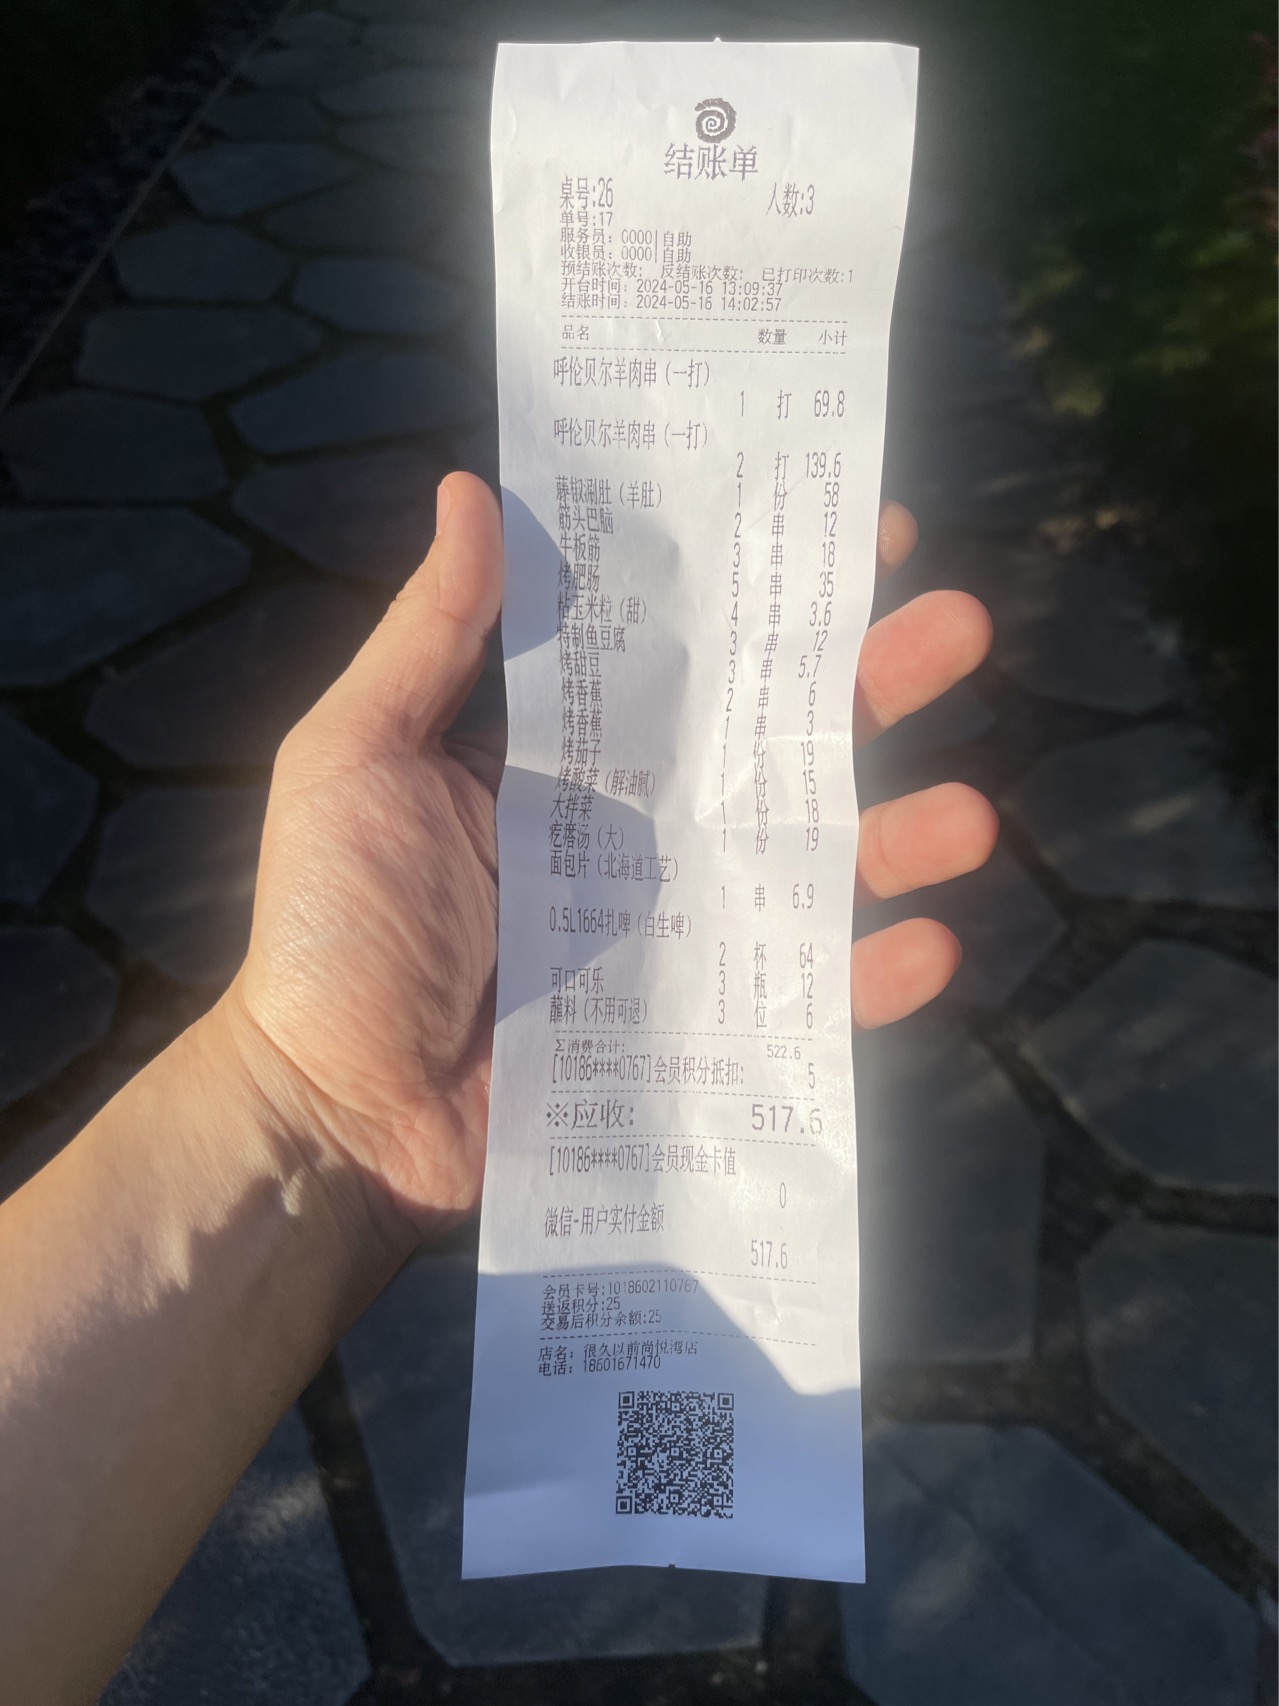 结账单
桌号:26 人数:3
单号:17
服务员: 0000|自助
收银员: 0000|自助
预结账次数: 反结账次数: 已打印次数:1
开台时间: 2024-05-16 13:09:37
结账时间: 2024-05-16 14:02:57
品名 数量 小计
呼伦贝尔羊肉串(一打)
1 打 69.8
呼伦贝尔羊肉串(一打)
2 打 139.6
藤椒涮肚(羊肚) 1 份 58
筋头巴脑 2 串 12
牛板筋 3 串 18
烤肥肠 5 串 35
粘玉米粒(甜) 4 串 3.6
特制鱼豆腐 3 串 12
烤甜豆 3 串 5.7
烤香蕉 2 串 6
烤香蕉 1 串 3
烤茄子 1 份 19
烤酸菜(解油腻) 1 份 15
大拌菜 1 份 18
疙瘩汤(大) 1 份 19
面包片(北海道工艺)
1 串 6.9
0.5L1664扎啤(白生啤)
2 杯 64
可口可乐 3 瓶 12
蘸料(不用可退) 3 位 6
Σ消费合计: 522.6
[10186****0767]会员积分抵扣: 5
※应收: 517.6
[10186****0767]会员现金卡值
0
微信-用户实付金额
517.6
会员卡号:1018602110767
送返积分:25
交易后积分余额:25
店名: 很久以前尚悦湾店
电话: 18601671470